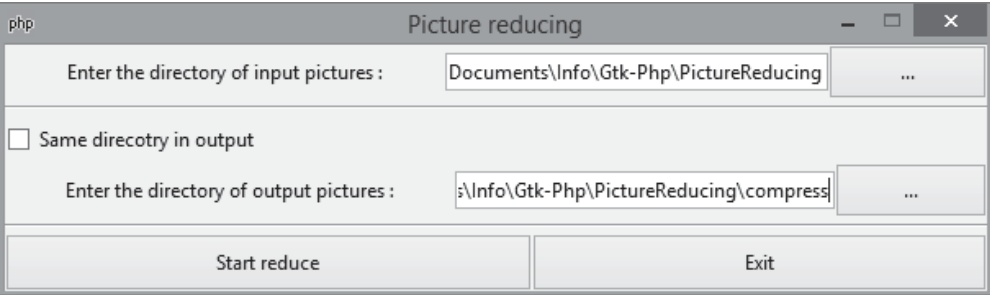 php Picture reducing
Enter the directory of input pictures : Documents\Info\Gtk-Php\PictureReducing ...
Same direcotry in output
Enter the directory of output pictures : s\Info\Gtk-Php\PictureReducing\compress ...
Start reduce Exit